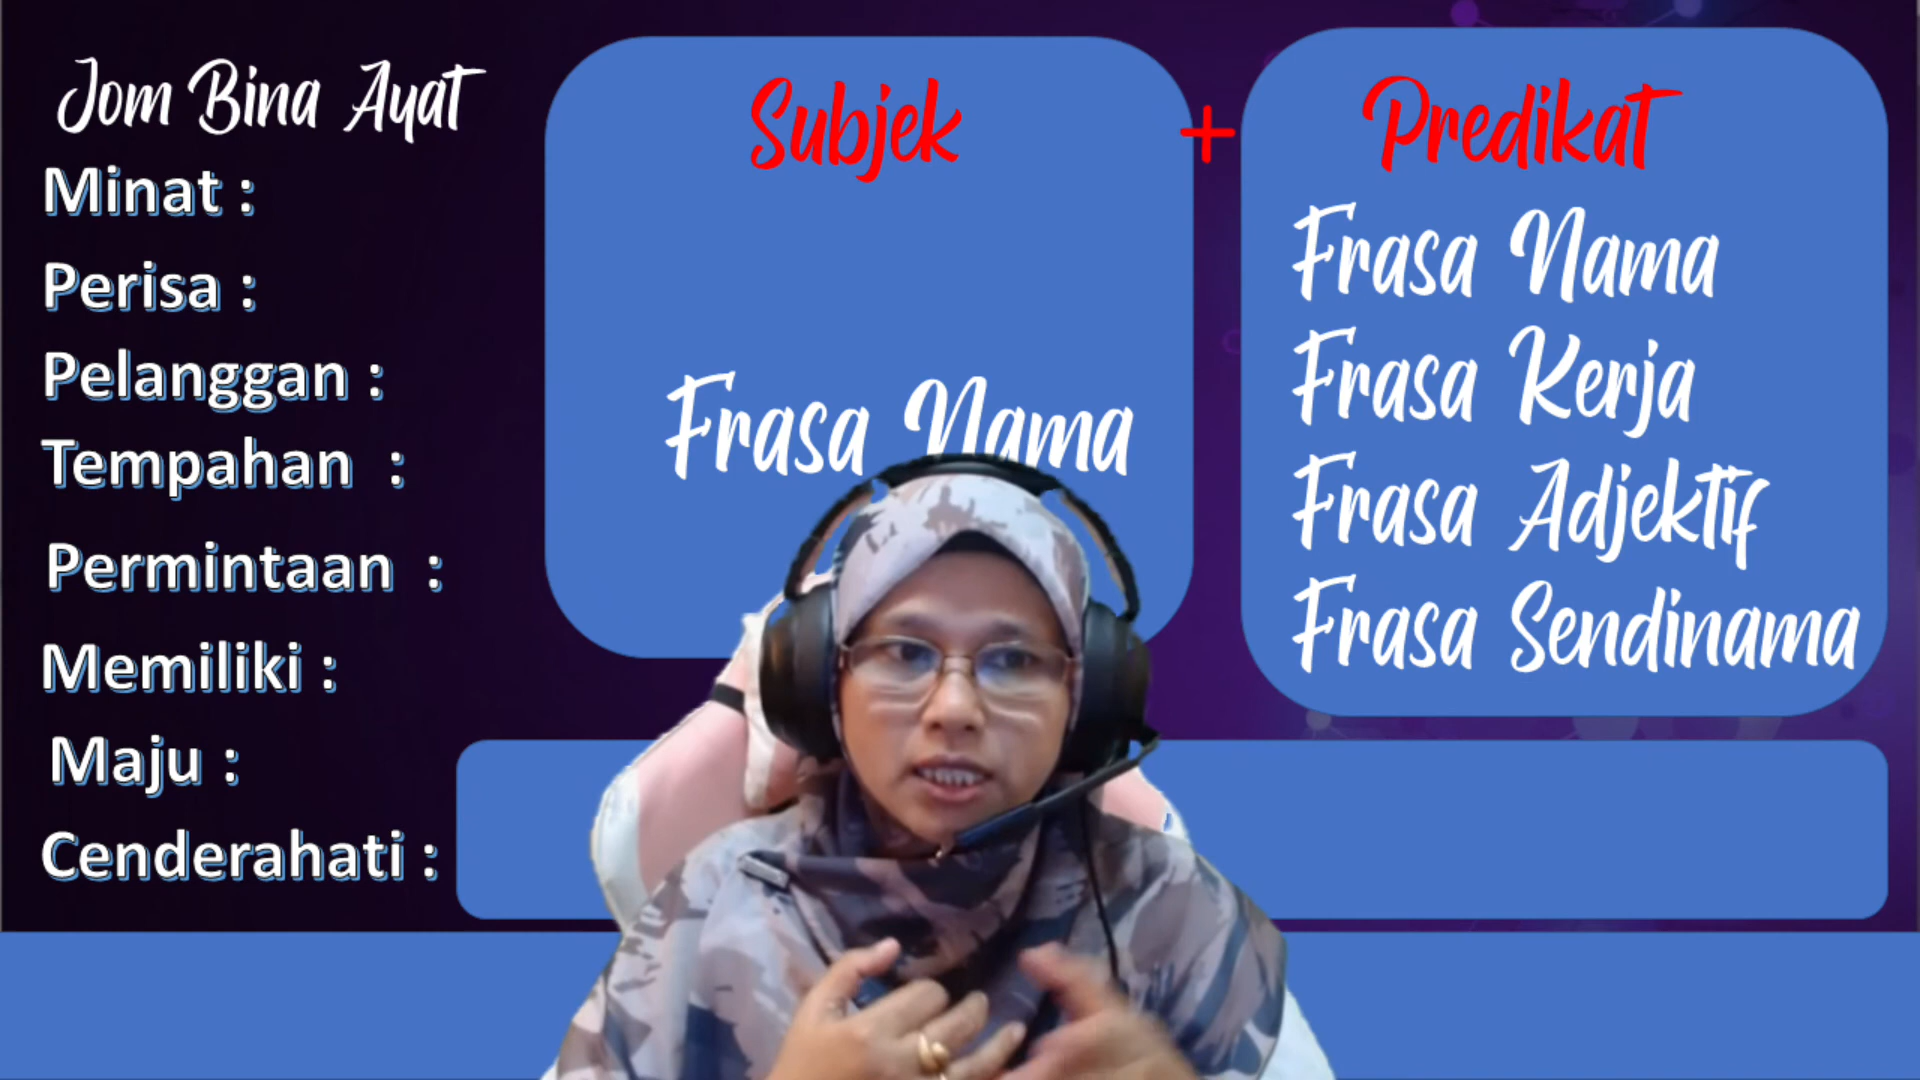 Jom Bina Ayat
Minat :
Perisa :
Pelanggan :
Tempahan :
Permintaan :
Memiliki :
Maju :
Cenderahati :
Subjek
+
Predikat
Frasa Nama
Frasa Nama
Frasa Kerja
Frasa Adjektif
Frasa Sendinama